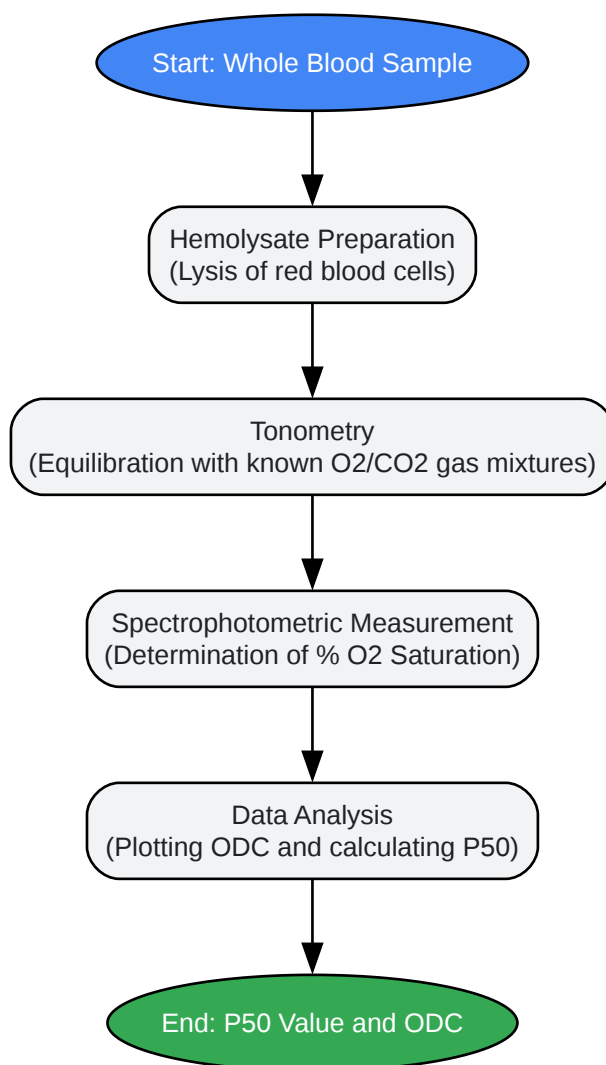 Start: Whole Blood Sample
Hemolysate Preparation
(Lysis of red blood cells)
Tonometry
(Equilibration with known O2/CO2 gas mixtures)
Spectrophotometric Measurement
(Determination of % O2 Saturation)
Data Analysis
(Plotting ODC and calculating P50)
End: P50 Value and ODC